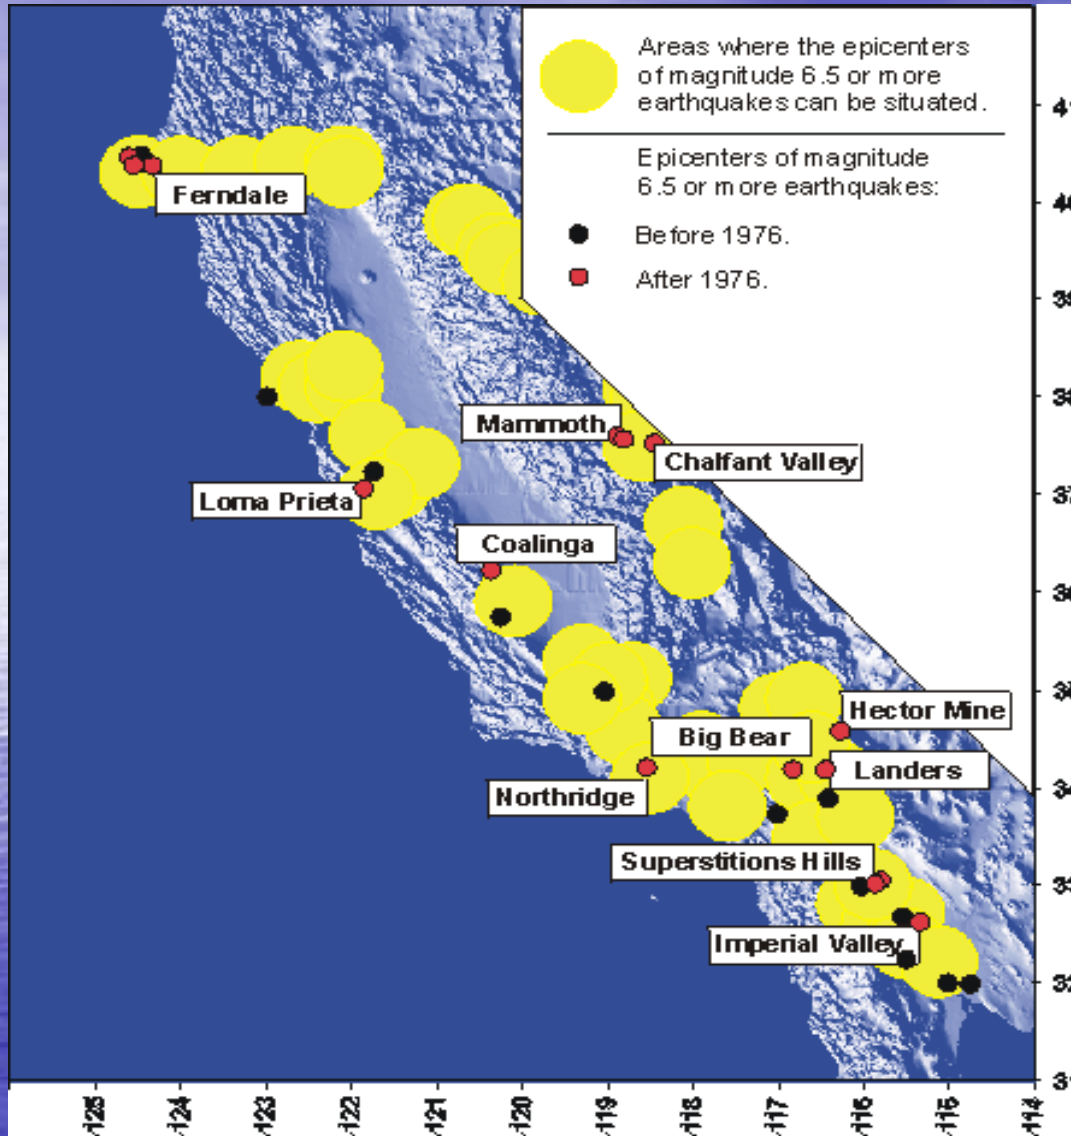 Areas where the epicenters
of magnitude 6.5 or more
earthquakes can be situated.
Epicenters of magnitude
6.5 or more earthquakes:
Before 1976.
After 1976.
Ferndale
Mammoth
Chalfant Valley
Loma Prieta
Coalinga
Hector Mine
Big Bear
Landers
Northridge
Superstitions Hills
Imperial Valley
-125
-124
-123
-122
-121
-120
-119
-118
-117
-116
-115
-114